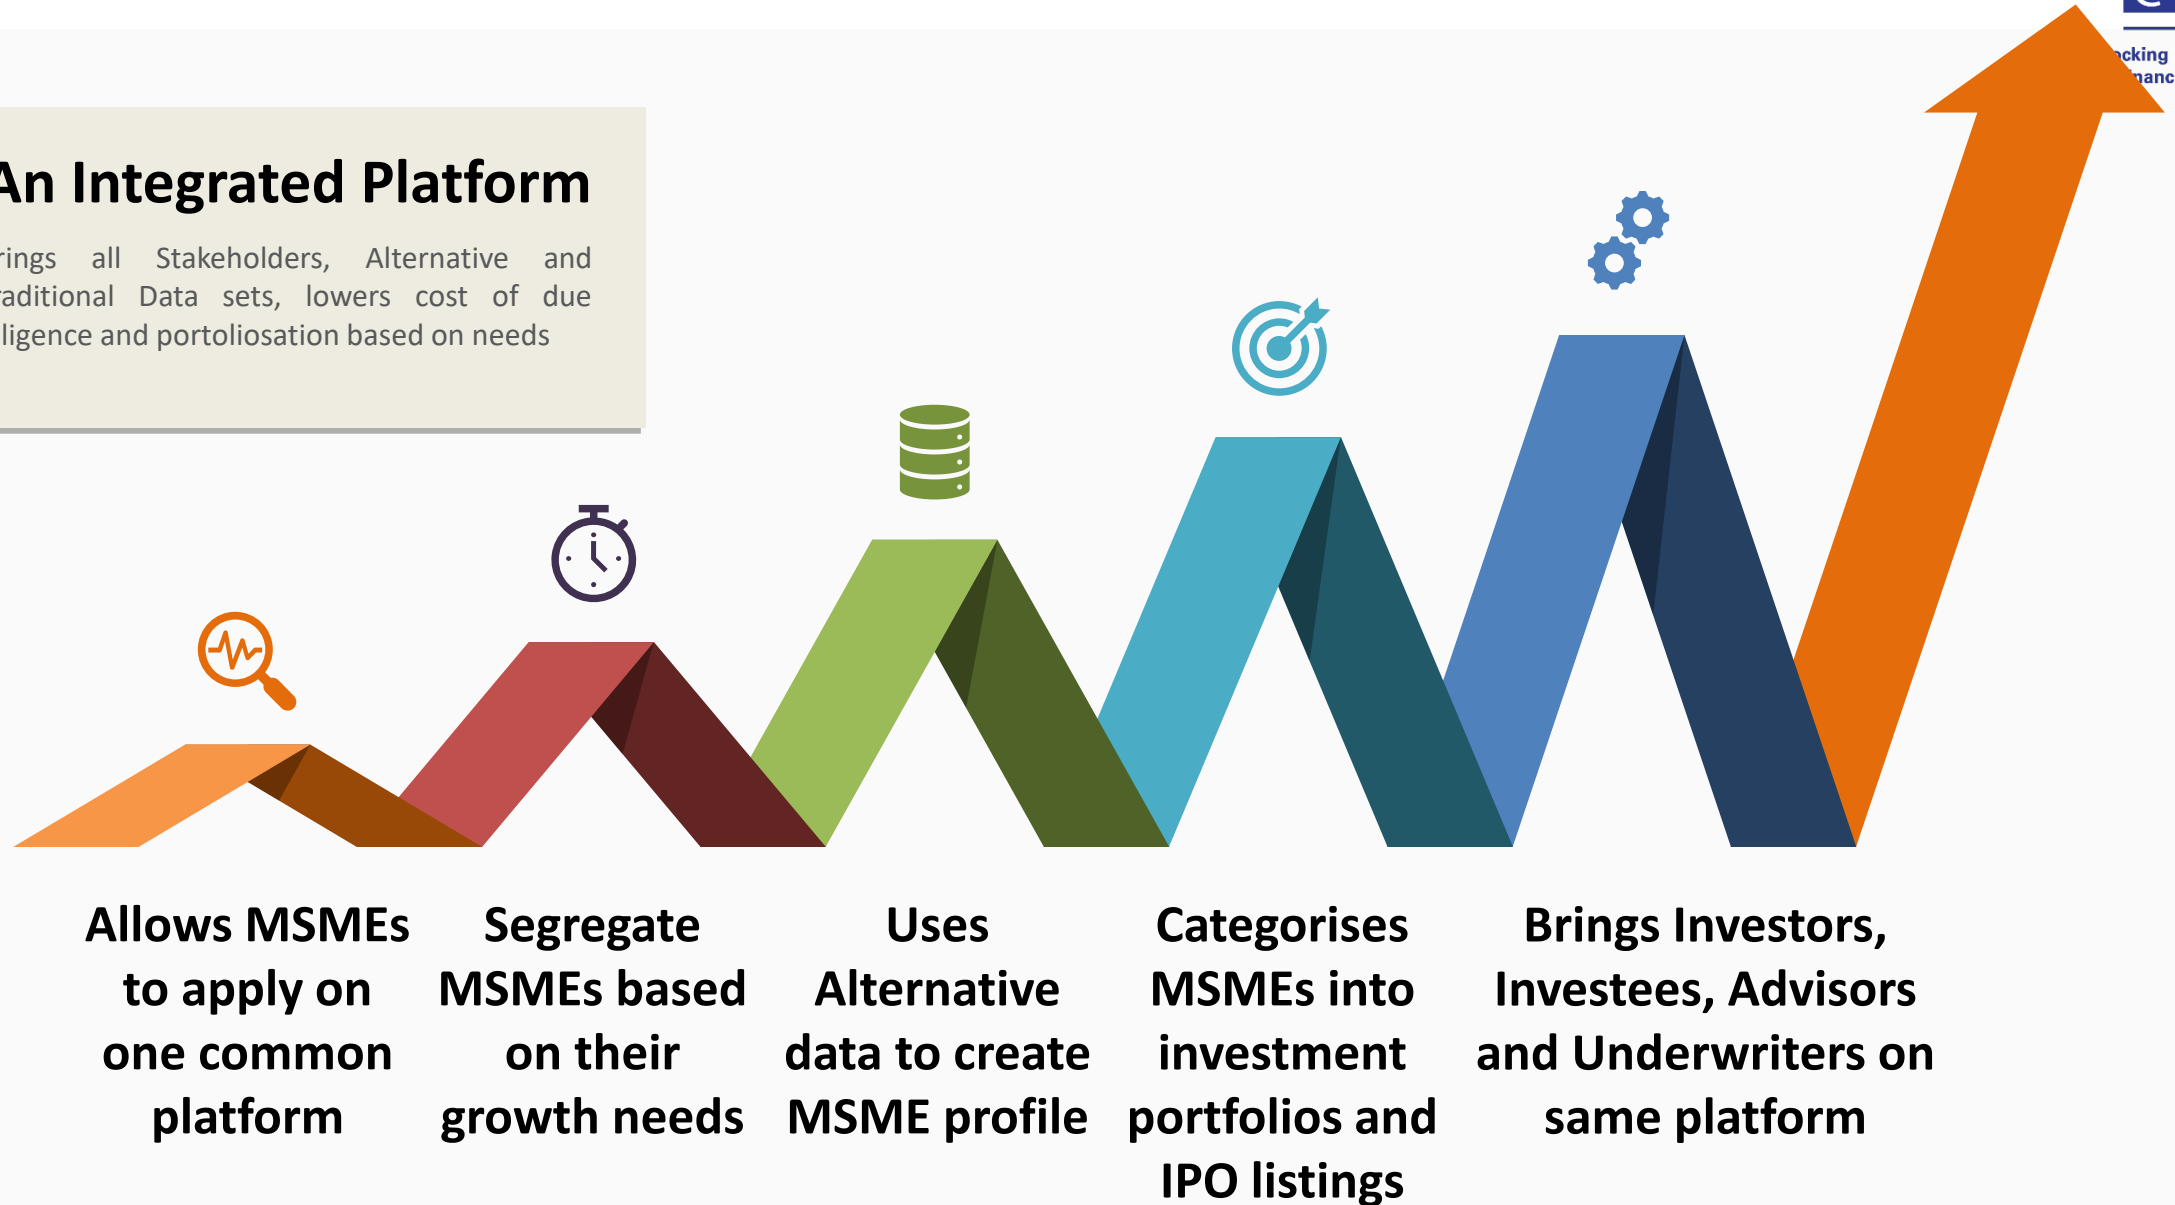 An Integrated Platform
rings all Stakeholders, Alternative and
raditional Data sets, lowers cost of due
ligence and portoliosation based on needs
ocking
nanc
Allows MSMEs
to apply on
one common
platform
Segregate
MSMEs based
on their
growth needs
Uses
Alternative
data to create
MSME profile
Categorises
MSMEs into
investment
portfolios and
IPO listings
Brings Investors,
Investees, Advisors
and Underwriters on
same platform